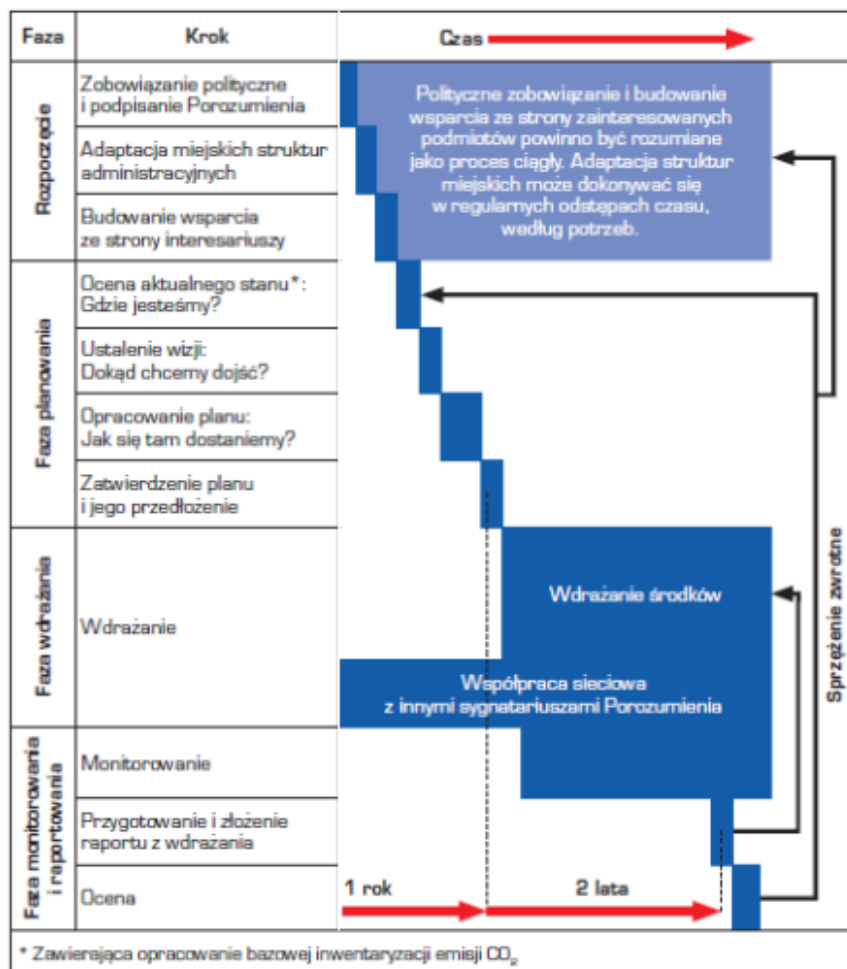 Faza
Krok
Czas
Rozpoczęcie
Zobowiązanie polityczne
i podpisanie Porozumienia
Adaptacja miejskich struktur
administracyjnych
Budowanie wsparcia
ze strony interesariuszy
Polityczne zobowiązanie i budowanie
wsparcia ze strony zainteresowanych
podmiotów powinno być rozumiane
jako proces ciągły. Adaptacja struktur
miejskich może dokonywać się
w regularnych odstępach czasu,
według potrzeb.
Faza planowania
Ocena aktualnego stanu*:
Gdzie jesteśmy?
Ustalenie wizji:
Dokąd chcemy dojść?
Opracowanie planu:
Jak się tam dostaniemy?
Zatwierdzenie planu
i jego przedłożenie
Faza wdrażania
Wdrażanie
Wdrażanie środków
Współpraca sieciowa
z innymi sygnatariuszami Porozumienia
Sprzężenie zwrotne
Faza monitorowania
i raportowania
Monitorowanie
Przygotowanie i złożenie
raportu z wdrażania
Ocena
1 rok
2 lata
* Zawierająca opracowanie bazowej inwentaryzacji emisji CO₂